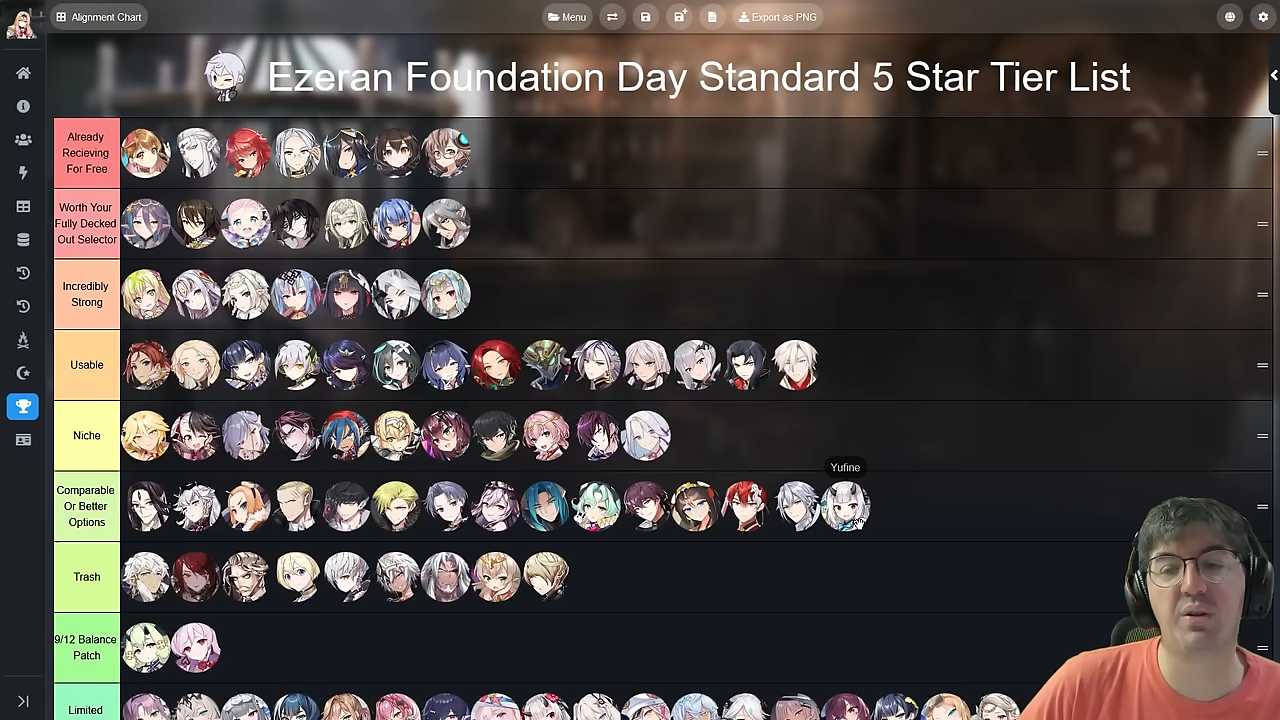 Alignment Chart
Menu
Export as PNG
Ezeran Foundation Day Standard 5 Star Tier List
Already
Recieving
For Free
Worth Your
Fully Decked
Out Selector
Incredibly
Strong
Usable
Niche
Yufine
Comparable
Or Better
Options
Trash
9/12 Balance
Patch
Limited